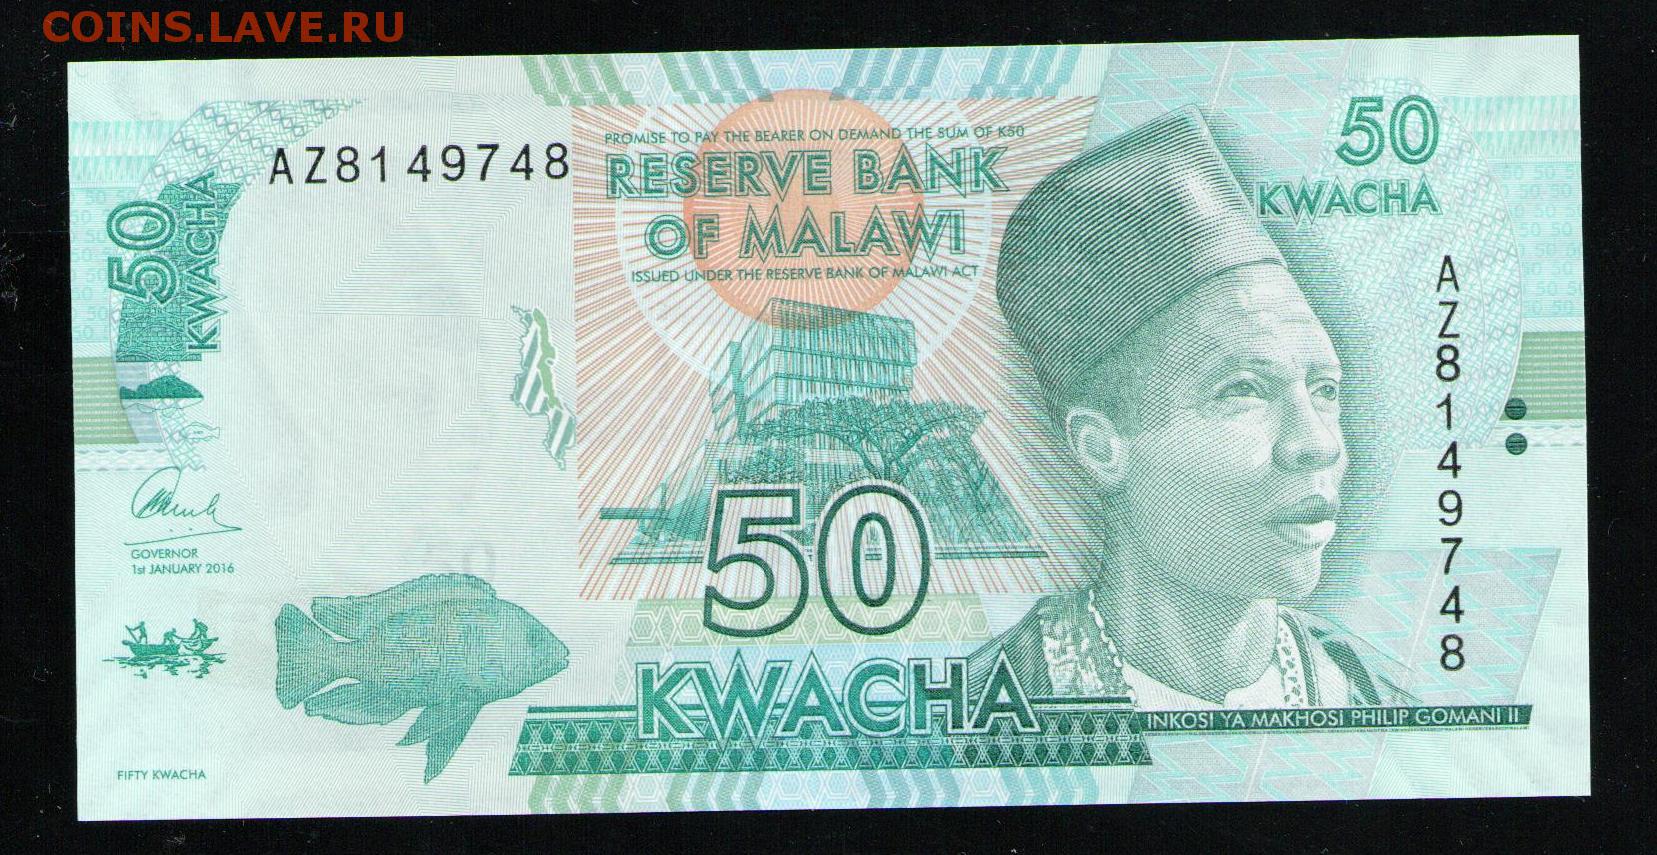 COINS.LAVE.RU
AZ8149748
PROMISE TO PAY THE BEARER ON DEMAND THE SUM OF K50
RESERVE BANK
OF MALAWI
ISSUED UNDER THE RESERVE BANK OF MALAWI ACT
50
KWACHA
50
KWACHA
AZ8149748
GOVERNOR
1st JANUARY 2016
50
KWACHA
INKOSI YA MAKHOSI PHILIP GOMANI II
FIFTY KWACHA